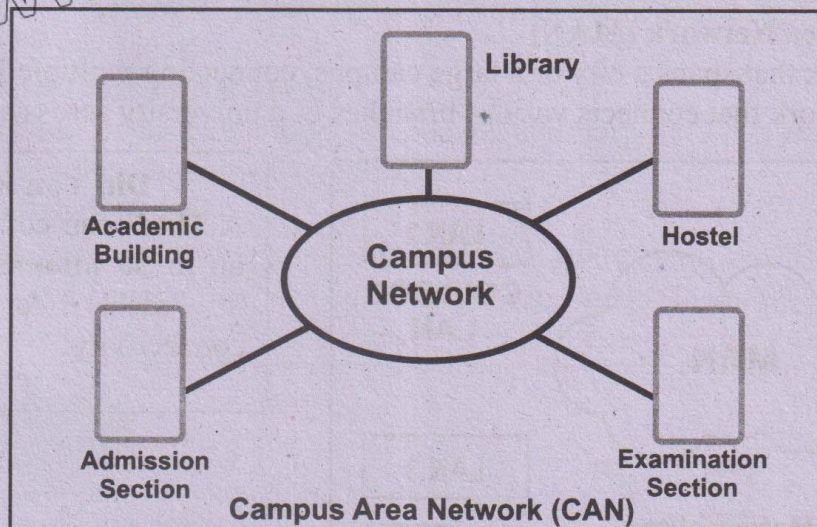 Library
Academic
Building
Hostel
Campus
Network
Admission
Section
Examination
Section
Campus Area Network (CAN)